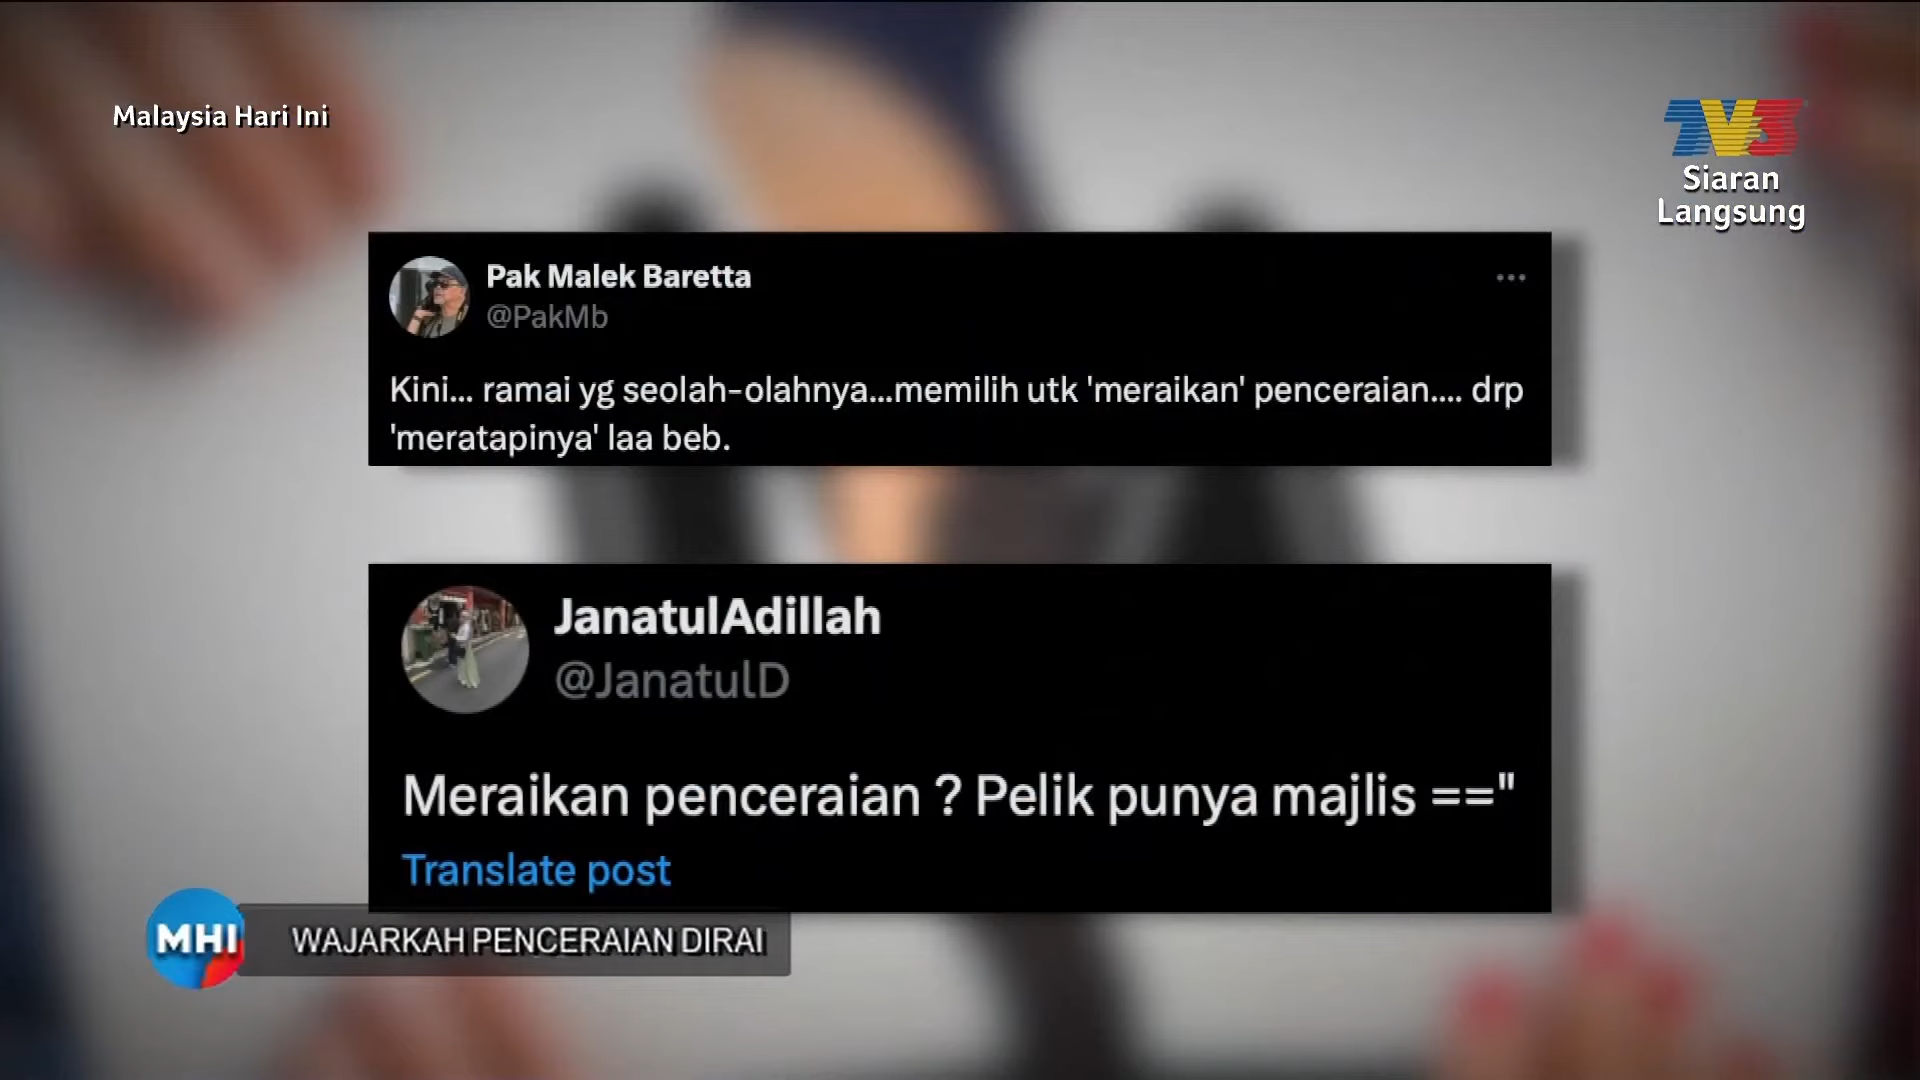 Malaysia Hari Ini
TV3
Siaran
Langsung
Pak Malek Baretta
@PakMb
Kini... ramai yg seolah-olahnya...memilih utk 'meraikan' penceraian.... drp
'meratapinya' laa beb.
JanatulAdillah
@JanatulD
Meraikan penceraian ? Pelik punya majlis =="
Translate post
MHI
WAJARKAH PENCERAIAN DIRAI